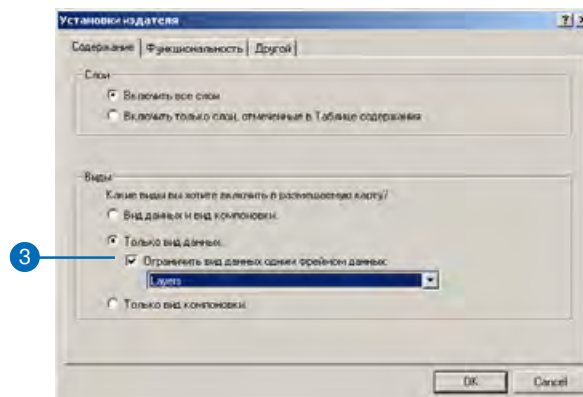 Установки издателя
Содержание Функциональность Другой
Слои
Включить все слои
Включить только слои, отмеченные в Таблице содержания
Виды
Какие виды вы хотите включить в размещаемую карту?
Вид данных и вид компоновки.
Только вид данных.
3
Ограничить вид данных одним фреймом данных:
Layers
Только вид компоновки.
OK Cancel